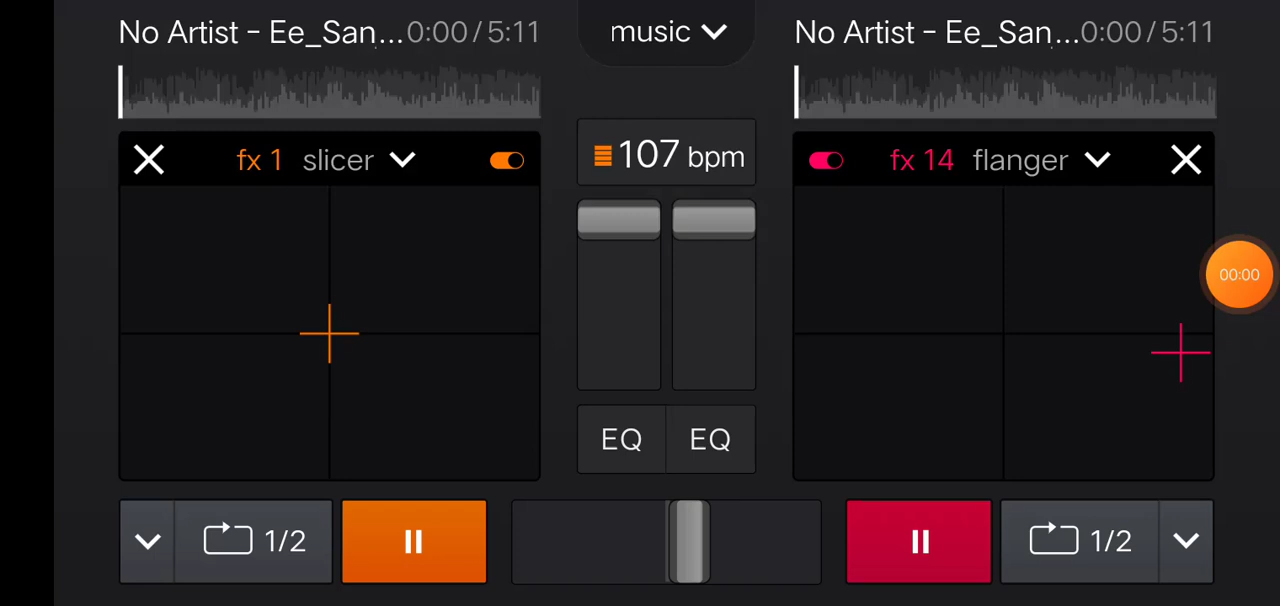 No Artist - Ee_San... 0:00/5:11
music
No Artist - Ee_San... 0:00/5:11
fx 1 slicer
107 bpm
fx 14 flanger
00:00
EQ EQ
1/2
1/2